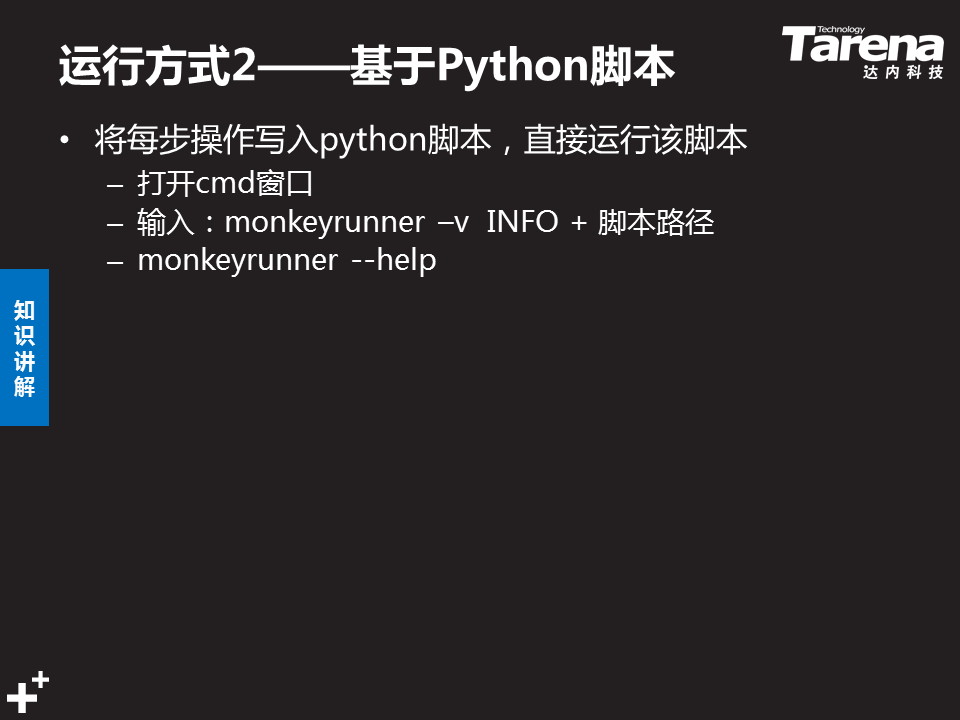 运行方式2——基于Python脚本
Technology
Tarena
达内科技
• 将每步操作写入python脚本，直接运行该脚本
– 打开cmd窗口
– 输入：monkeyrunner –v INFO + 脚本路径
– monkeyrunner --help
知
识
讲
解